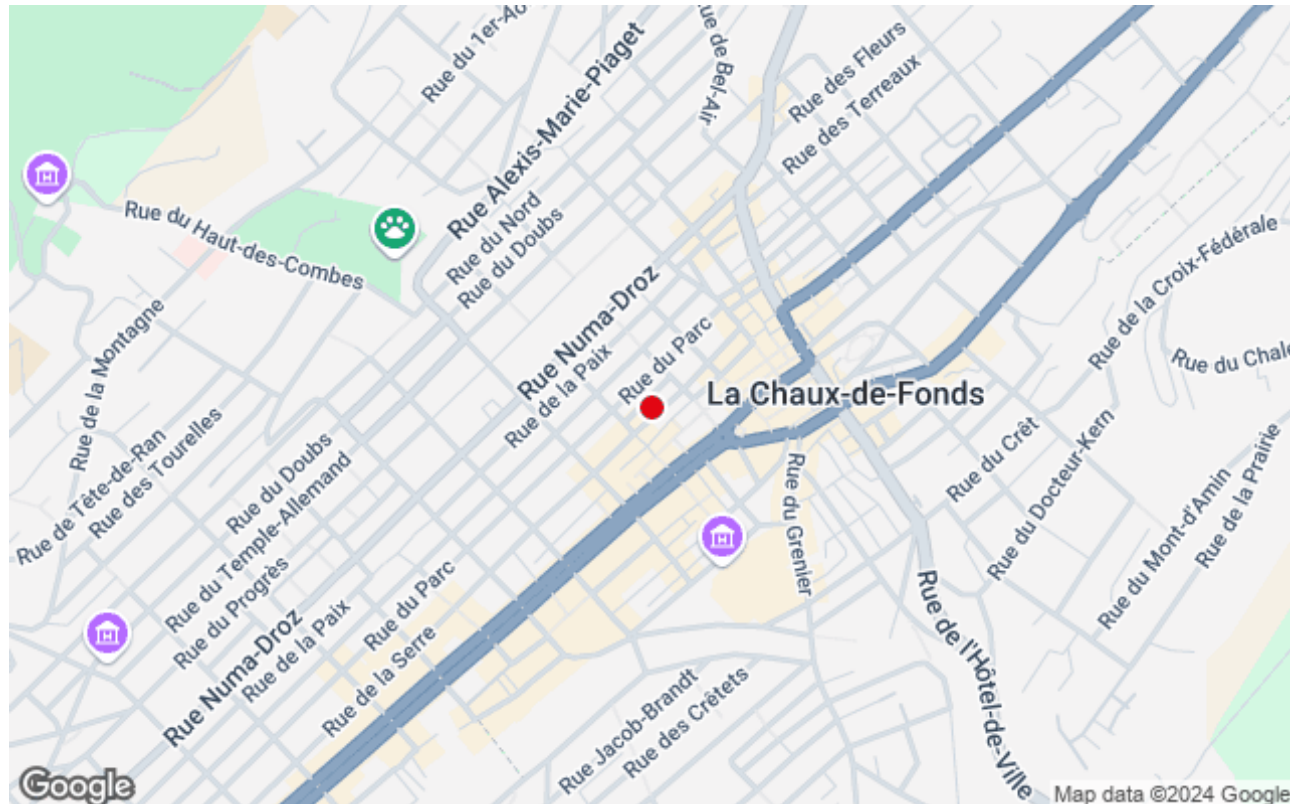 Rue du 1er-Ao
Rue Alexis-Marie-Piaget
Rue de Bel-Air
Rue des Fleurs
Rue des Terreaux
Rue du Haut-des-Combes
Rue du Nord
Rue du Doubs
Rue de la Croix-Fédérale
Rue du Chale
Rue de la Montagne
Rue Numa-Droz
Rue de la Paix
Rue du Parc
La Chaux-de-Fonds
Rue de Tête-de-Ran
Rue des Tourelles
Rue du Doubs
Rue du Temple-Allemand
Rue du Progrès
Rue Numa-Droz
Rue de la Paix
Rue du Parc
Rue de la Serre
Rue du Grenier
Rue du Crêt
Rue du Docteur-Kern
Rue du Mont-d'Amin
Rue de la Prairie
Rue de l'Hôtel-de-Ville
Rue Jacob-Brandt
Rue des Crêtets
Google
Map data ©2024 Google